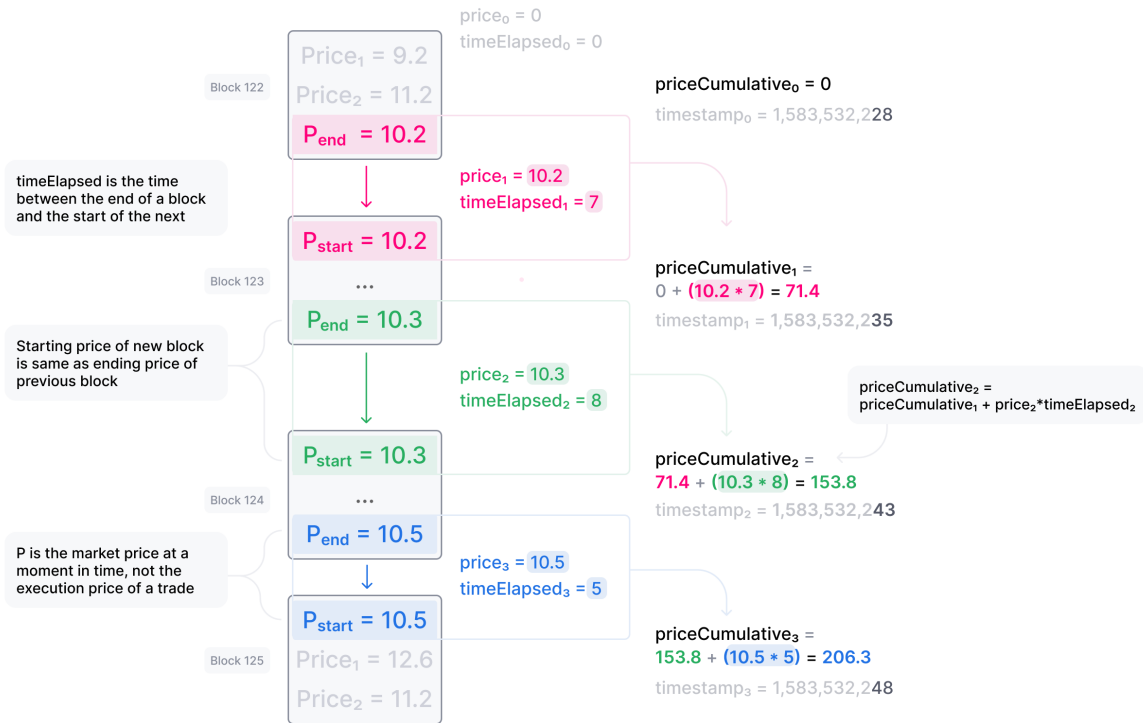 price₀ = 0
timeElapsed₀ = 0
Block 122
Price₁ = 9.2
Price₂ = 11.2
P_end = 10.2
priceCumulative₀ = 0
timestamp₀ = 1,583,532,228
timeElapsed is the time
between the end of a block
and the start of the next
price₁ = 10.2
timeElapsed₁ = 7
P_start = 10.2
Block 123
...
P_end = 10.3
priceCumulative₁ =
0 + (10.2 * 7) = 71.4
timestamp₁ = 1,583,532,235
Starting price of new block
is same as ending price of
previous block
price₂ = 10.3
timeElapsed₂ = 8
priceCumulative₂ =
priceCumulative₁ + price₂*timeElapsed₂
P_start = 10.3
Block 124
...
P_end = 10.5
priceCumulative₂ =
71.4 + (10.3 * 8) = 153.8
timestamp₂ = 1,583,532,243
P is the market price at a
moment in time, not the
execution price of a trade
price₃ = 10.5
timeElapsed₃ = 5
P_start = 10.5
Block 125
Price₁ = 12.6
Price₂ = 11.2
priceCumulative₃ =
153.8 + (10.5 * 5) = 206.3
timestamp₃ = 1,583,532,248